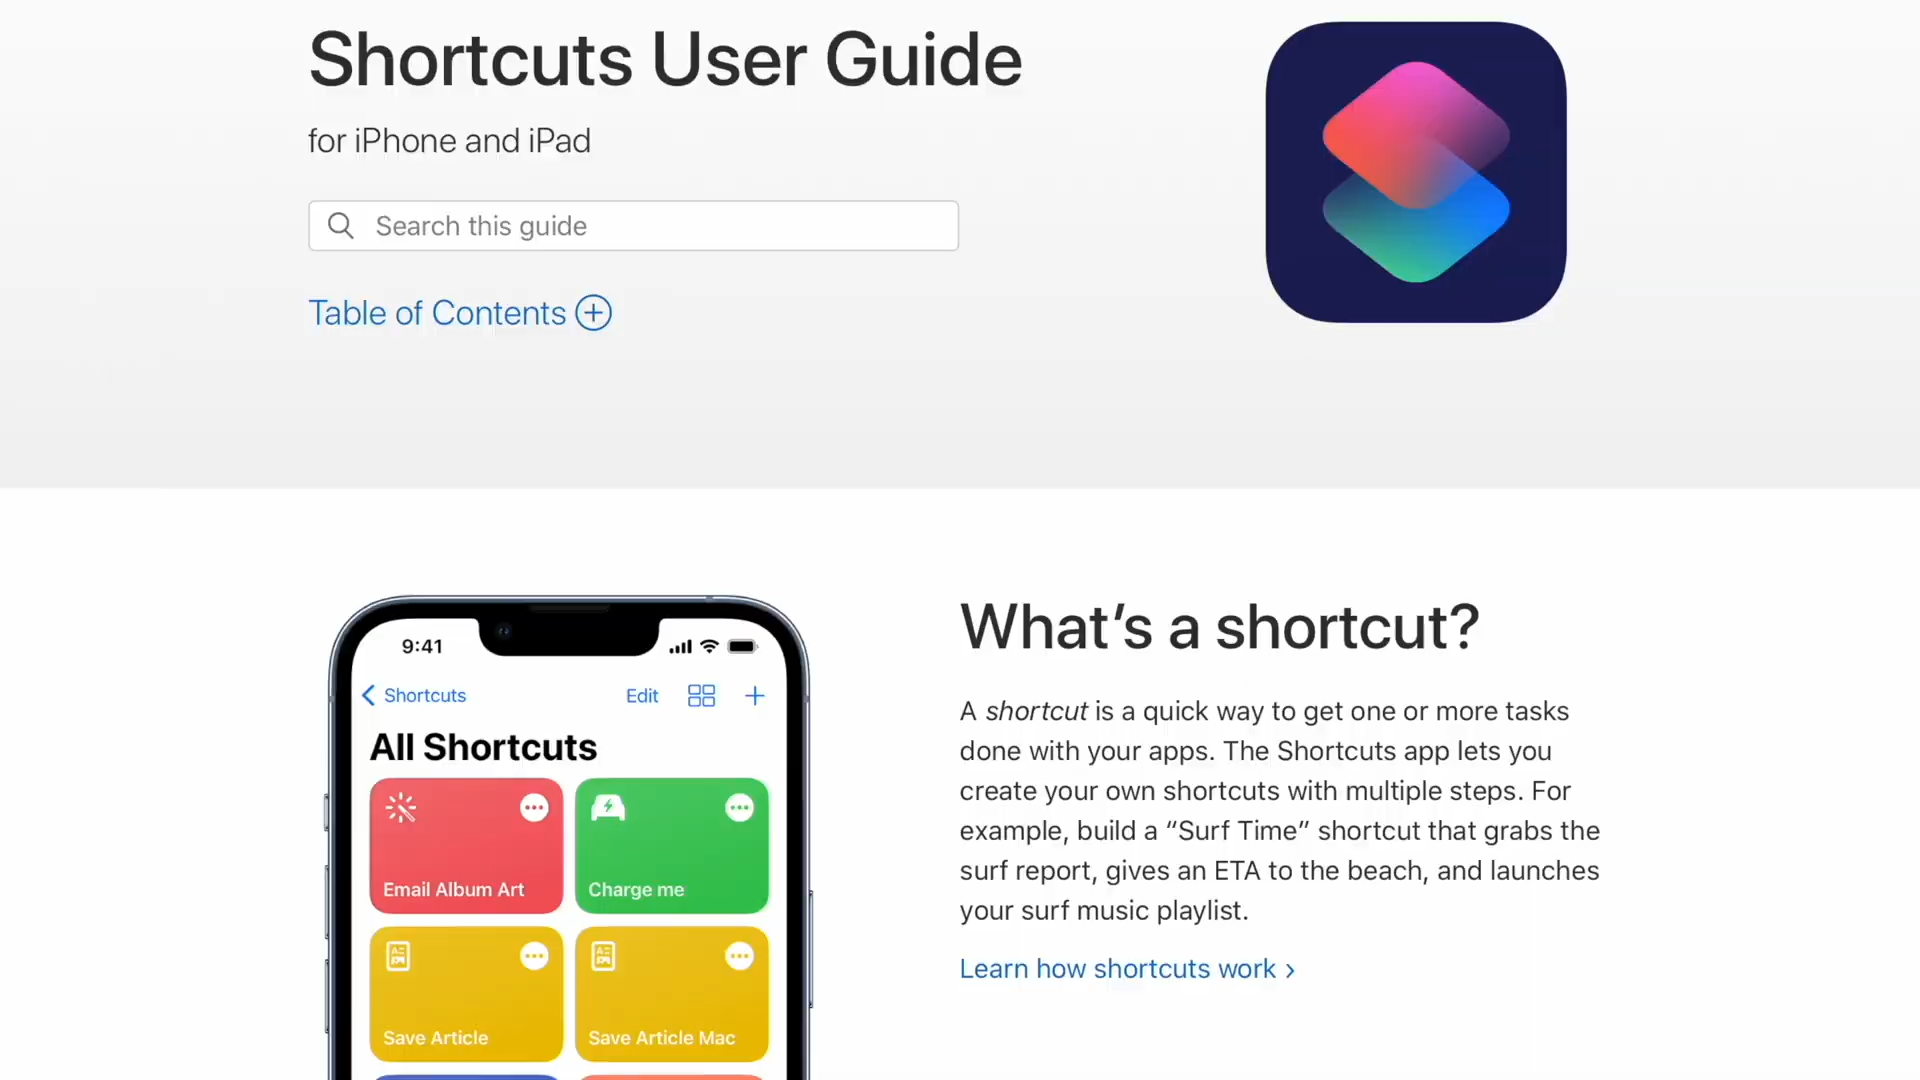 Shortcuts User Guide
for iPhone and iPad
Search this guide
Table of Contents
9:41
Shortcuts
Edit
All Shortcuts
Email Album Art
Charge me
Save Article
Save Article Mac
What’s a shortcut?
A shortcut is a quick way to get one or more tasks
done with your apps. The Shortcuts app lets you
create your own shortcuts with multiple steps. For
example, build a “Surf Time” shortcut that grabs the
surf report, gives an ETA to the beach, and launches
your surf music playlist.
Learn how shortcuts work ›